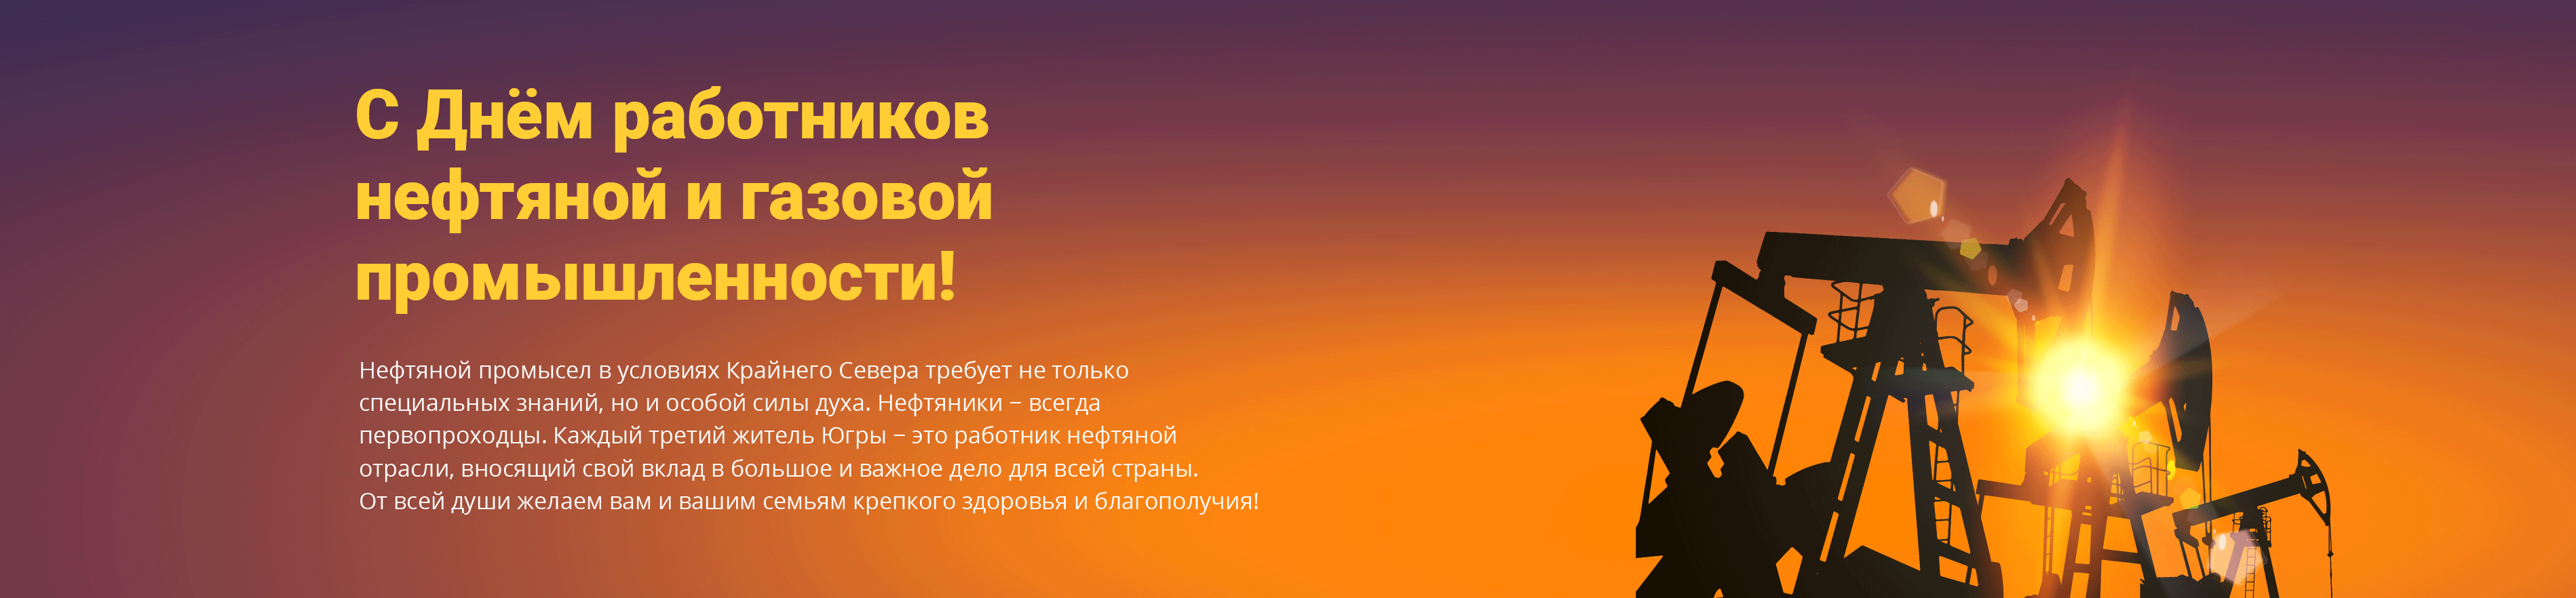 С Днём работников
нефтяной и газовой
промышленности!
Нефтяной промысел в условиях Крайнего Севера требует не только
специальных знаний, но и особой силы духа. Нефтяники – всегда
первопроходцы. Каждый третий житель Югры – это работник нефтяной
отрасли, вносящий свой вклад в большое и важное дело для всей страны.
От всей души желаем вам и вашим семьям крепкого здоровья и благополучия!